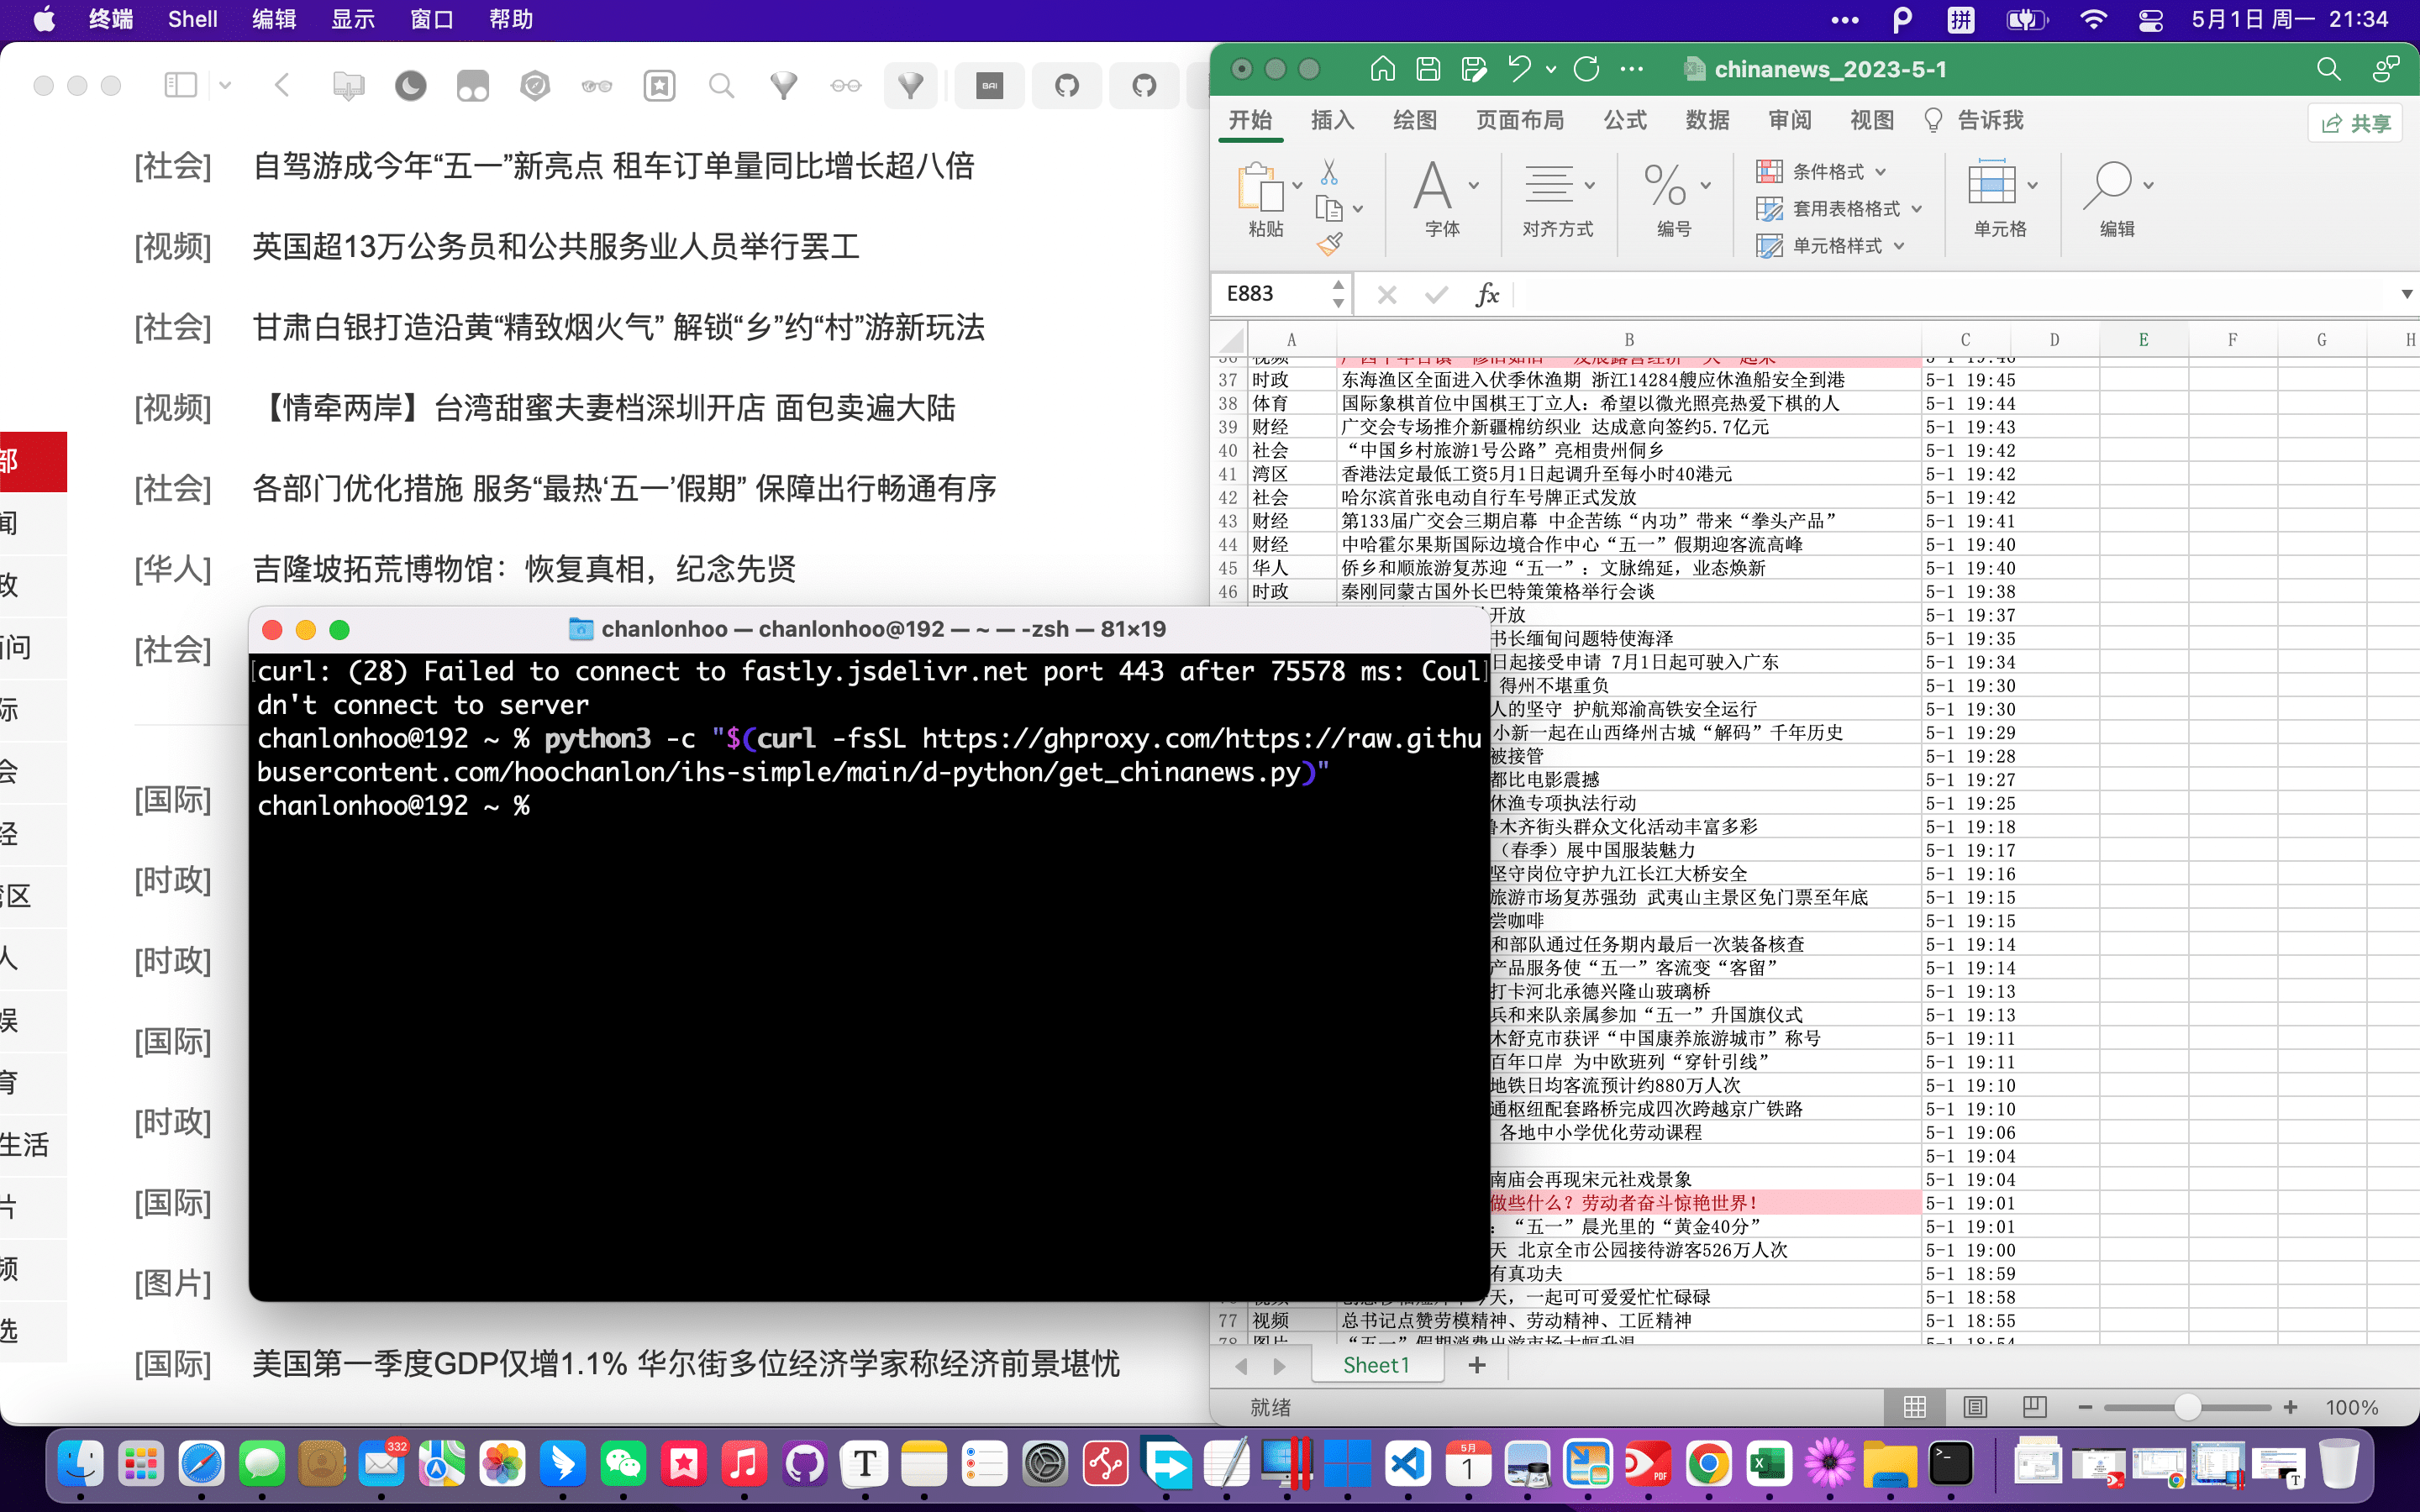 终端 Shell 编辑 显示 窗口 帮助
拼
5月1日 周一 21:34
[社会] 自驾游成今年“五一”新亮点 租车订单量同比增长超八倍
[视频] 英国超13万公务员和公共服务业人员举行罢工
[社会] 甘肃白银打造沿黄“精致烟火气” 解锁“乡”约“村”游新玩法
[视频] 【情牵两岸】台湾甜蜜夫妻档深圳开店 面包卖遍大陆
[社会] 各部门优化措施 服务“最热‘五一’假期” 保障出行畅通有序
[华人] 吉隆坡拓荒博物馆：恢复真相，纪念先贤
[社会]
[国际]
[时政]
[时政]
[国际]
[时政]
[国际]
[图片]
[国际] 美国第一季度GDP仅增1.1% 华尔街多位经济学家称经济前景堪忧
部
闻
政
问
际
会
经
区
人
娱
育
生活
片
频
选
BAI
chanlonhoo — chanlonhoo@192 — ~ — -zsh — 81×19
curl: (28) Failed to connect to fastly.jsdelivr.net port 443 after 75578 ms: Coul
dn't connect to server
chanlonhoo@192 ~ % python3 -c "$(curl -fsSL https://ghproxy.com/https://raw.githu
busercontent.com/hoochanlon/ihs-simple/main/d-python/get_chinanews.py)"
chanlonhoo@192 ~ %
chinanews_2023-5-1
开始 插入 绘图 页面布局 公式 数据 审阅 视图 告诉我
共享
粘贴 字体 对齐方式 % 编号 条件格式 套用表格格式 单元格样式 单元格 编辑
E883 fx
A B C D E F G H
37 时政 东海渔区全面进入伏季休渔期 浙江14284艘应休渔船安全到港 5-1 19:45
38 体育 国际象棋首位中国棋王丁立人：希望以微光照亮热爱下棋的人 5-1 19:44
39 财经 广交会专场推介新疆棉纺织业 达成意向签约5.7亿元 5-1 19:43
40 社会 “中国乡村旅游1号公路”亮相贵州侗乡 5-1 19:42
41 湾区 香港法定最低工资5月1日起调升至每小时40港元 5-1 19:42
42 社会 哈尔滨首张电动自行车号牌正式发放 5-1 19:42
43 财经 第133届广交会三期启幕 中企苦练“内功”带来“拳头产品” 5-1 19:41
44 财经 中哈霍尔果斯国际边境合作中心“五一”假期迎客流高峰 5-1 19:40
45 华人 侨乡和顺旅游复苏迎“五一”：文脉绵延，业态焕新 5-1 19:40
46 时政 秦刚同蒙古国外长巴特策策格举行会谈 5-1 19:38
开放 5-1 19:37
书长缅甸问题特使海泽 5-1 19:35
日起接受申请 7月1日起可驶入广东 5-1 19:34
得州不堪重负 5-1 19:30
人的坚守 护航郑渝高铁安全运行 5-1 19:30
小新一起在山西绛州古城“解码”千年历史 5-1 19:29
被接管 5-1 19:28
都比电影震撼 5-1 19:27
休渔专项执法行动 5-1 19:25
木齐街头群众文化活动丰富多彩 5-1 19:18
（春季）展中国服装魅力 5-1 19:17
坚守岗位守护九江长江大桥安全 5-1 19:16
旅游市场复苏强劲 武夷山主景区免门票至年底 5-1 19:15
尝咖啡 5-1 19:15
和部队通过任务期内最后一次装备核查 5-1 19:14
产品服务使“五一”客流变“客留” 5-1 19:14
打卡河北承德兴隆山玻璃桥 5-1 19:13
兵和来队亲属参加“五一”升国旗仪式 5-1 19:13
木舒克市获评“中国康养旅游城市”称号 5-1 19:11
百年口岸 为中欧班列“穿针引线” 5-1 19:11
地铁日均客流预计约880万人次 5-1 19:10
通枢纽配套路桥完成四次跨越京广铁路 5-1 19:10
各地中小学优化劳动课程 5-1 19:06
5-1 19:04
南庙会再现宋元社戏景象 5-1 19:04
做些什么？劳动者奋斗惊艳世界！ 5-1 19:01
：“五一”晨光里的“黄金40分” 5-1 19:01
天 北京全市公园接待游客526万人次 5-1 19:00
有真功夫 5-1 18:59
天，一起可可爱爱忙忙碌碌 5-1 18:58
77 视频 总书记点赞劳模精神、劳动精神、工匠精神 5-1 18:55
Sheet1
就绪 100%
332
T
5月
1
PDF
X